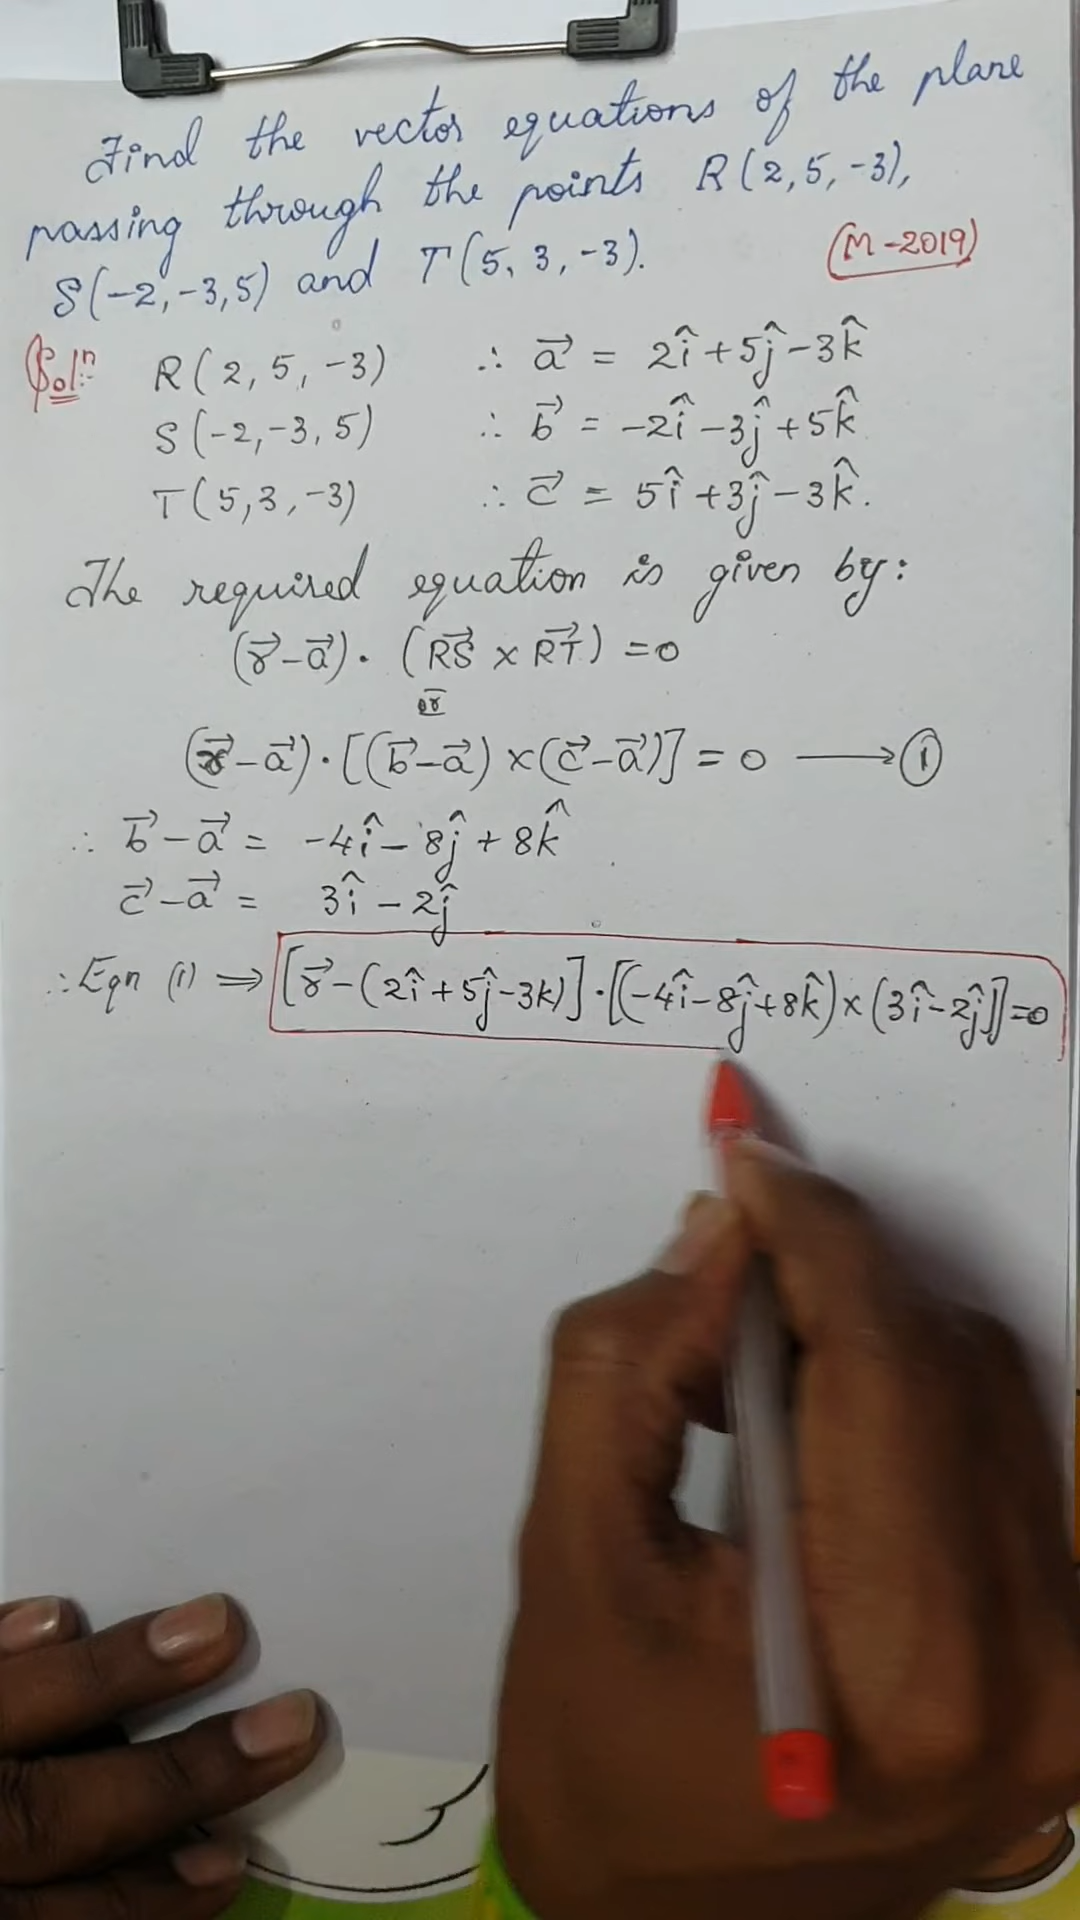 Find the vector equations of the plane
passing through the points R(2, 5, -3),
S(-2, -3, 5) and T(5, 3, -3).
(M-2019)
Solⁿ:- R(2, 5, -3) ∴ a⃗ = 2î + 5ĵ - 3k̂
S(-2, -3, 5) ∴ b⃗ = -2î - 3ĵ + 5k̂
T(5, 3, -3) ∴ c⃗ = 5î + 3ĵ - 3k̂.
The required equation is given by:
(r⃗ - a⃗) · (RS⃗ × RT⃗) = 0
or
(r⃗ - a⃗) · [(b⃗ - a⃗) × (c⃗ - a⃗)] = 0 ⟶ ①
∴ b⃗ - a⃗ = -4î - 8ĵ + 8k̂
c⃗ - a⃗ = 3î - 2ĵ
∴ Eqn (1) ⇒ [r⃗ - (2î + 5ĵ - 3k)] · [(-4î - 8ĵ + 8k̂) × (3î - 2ĵ)] = 0